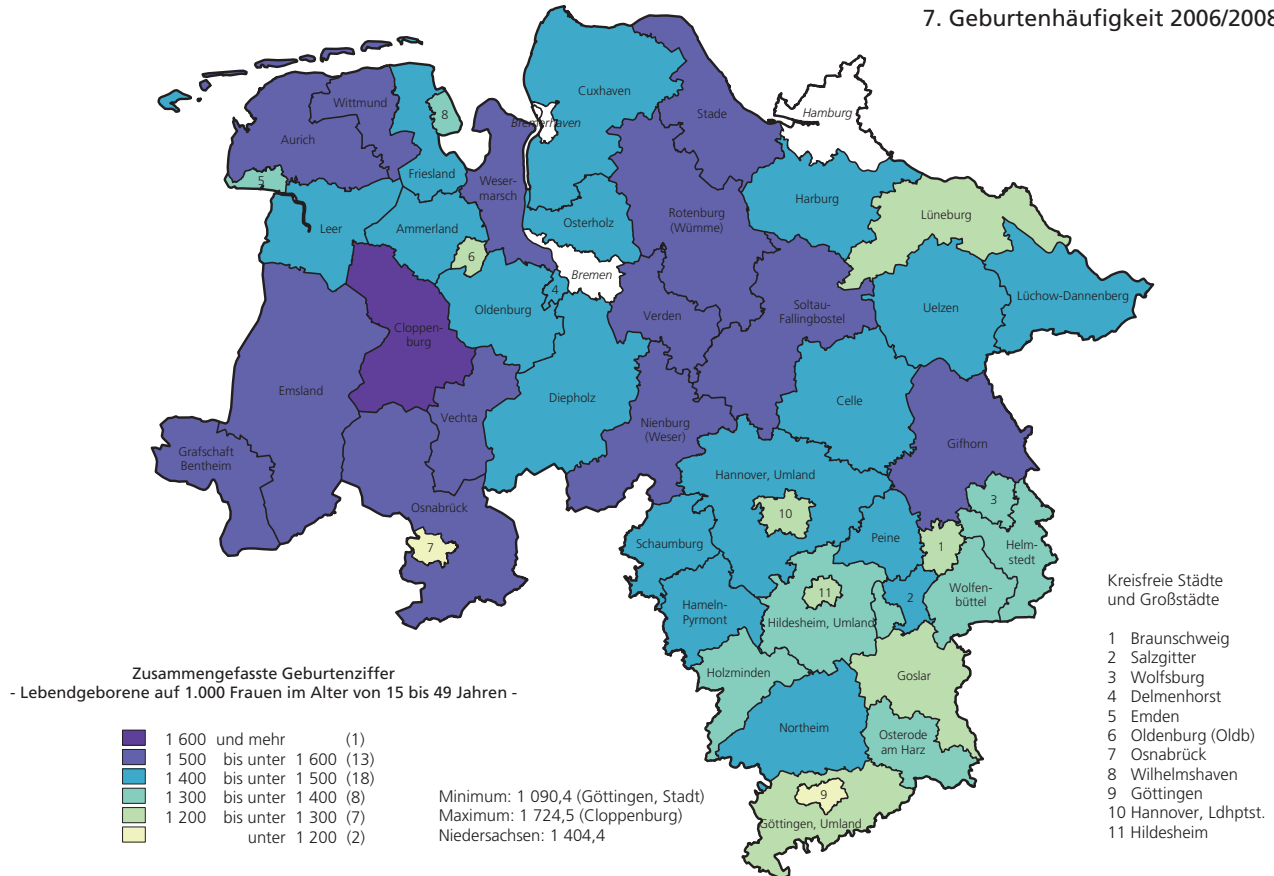 7. Geburtenhäufigkeit 2006/2008
Cuxhaven
Stade
Hamburg
Wittmund
8
Bremerhaven
Aurich
Friesland
5
Weser-
marsch
Harburg
Rotenburg
(Wümme)
Lüneburg
Osterholz
Leer
Ammerland
6
Bremen
4
Lüchow-Dannenberg
Uelzen
Soltau-
Fallingbostel
Oldenburg
Verden
Cloppen-
burg
Emsland
Diepholz
Celle
Vechta
Nienburg
(Weser)
Gifhorn
Grafschaft
Bentheim
Hannover, Umland
3
Osnabrück
10
7
Schaumburg
Peine
1
Helm-
stedt
11
2
Wolfen-
büttel
Hameln-
Pyrmont
Hildesheim, Umland
Holzminden
Goslar
Northeim
Osterode
am Harz
9
Göttingen, Umland
Kreisfreie Städte
und Großstädte
1 Braunschweig
2 Salzgitter
3 Wolfsburg
4 Delmenhorst
5 Emden
6 Oldenburg (Oldb)
7 Osnabrück
8 Wilhelmshaven
9 Göttingen
10 Hannover, Ldhptst.
11 Hildesheim
Zusammengefasste Geburtenziffer
- Lebendgeborene auf 1.000 Frauen im Alter von 15 bis 49 Jahren -
1 600 und mehr (1)
1 500 bis unter 1 600 (13)
1 400 bis unter 1 500 (18)
1 300 bis unter 1 400 (8)
1 200 bis unter 1 300 (7)
unter 1 200 (2)
Minimum: 1 090,4 (Göttingen, Stadt)
Maximum: 1 724,5 (Cloppenburg)
Niedersachsen: 1 404,4